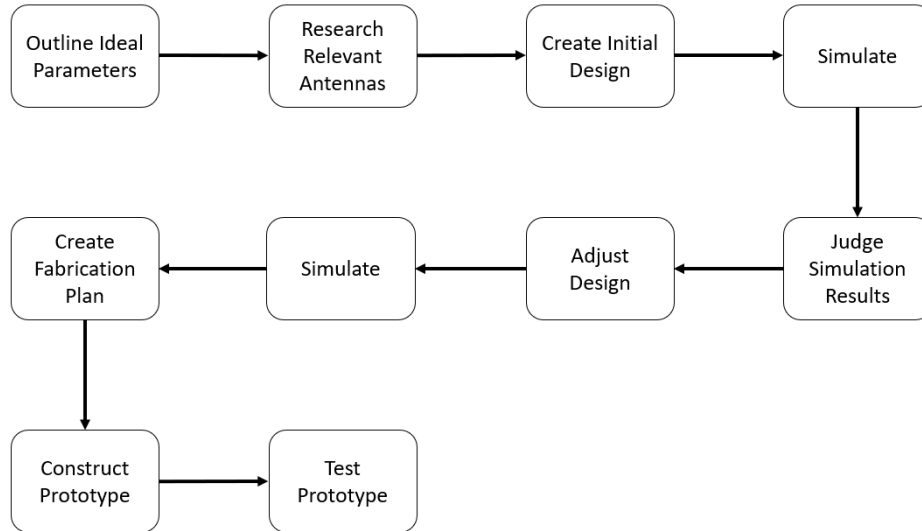 Outline Ideal
Parameters
Research
Relevant
Antennas
Create Initial
Design
Simulate
Judge
Simulation
Results
Adjust
Design
Simulate
Create
Fabrication
Plan
Construct
Prototype
Test
Prototype